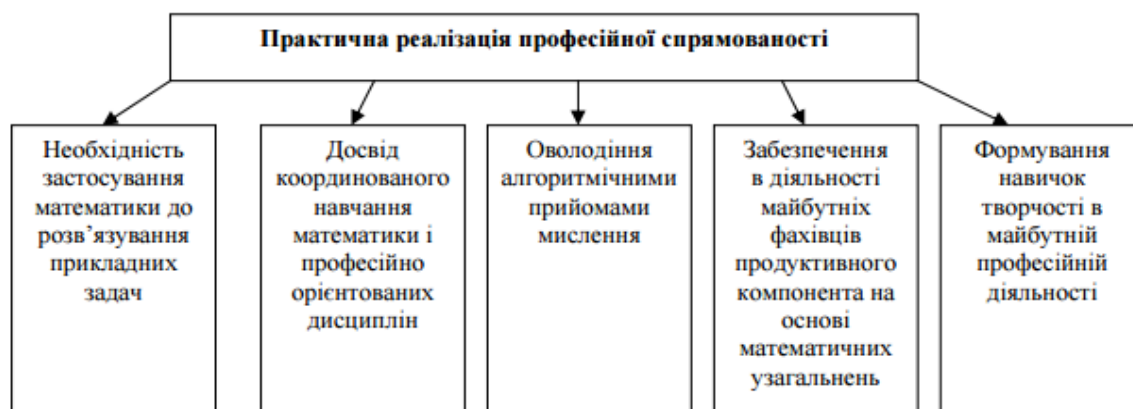 Практична реалізація професійної спрямованості
Необхідність
застосування
математики до
розв’язування
прикладних
задач
Досвід
координованого
навчання
математики і
професійно
орієнтованих
дисциплін
Оволодіння
алгоритмічними
прийомами
мислення
Забезпечення
в діяльності
майбутніх
фахівців
продуктивного
компонента на
основі
математичних
узагальнень
Формування
навичок
творчості в
майбутній
професійній
діяльності